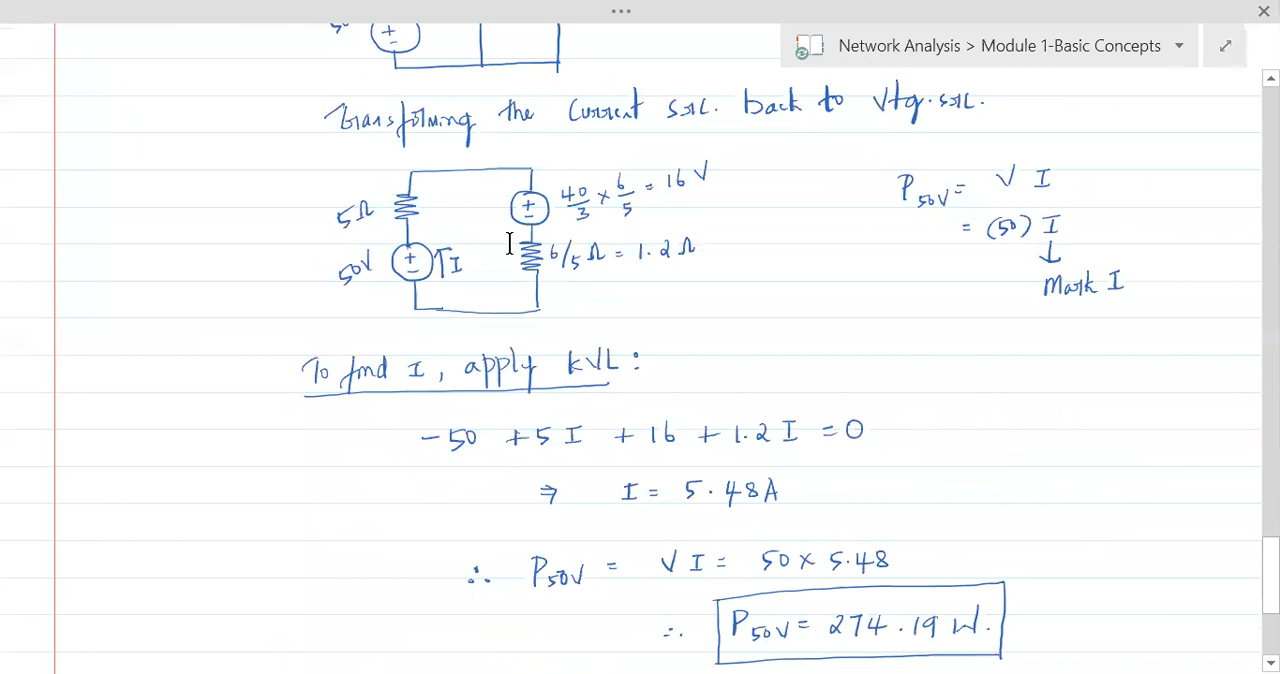 Network Analysis > Module 1-Basic Concepts
Transforming the Current src. back to Vtg. src.
40/3 × 6/5 = 16 V
5Ω
50V
I
6/5 Ω = 1.2 Ω
P50V = V I
= (50) I
↓
Mark I
To find I, apply KVL:
-50 + 5 I + 16 + 1.2 I = 0
⇒ I = 5.48A
∴ P50V = V I = 50 × 5.48
∴ P50V = 274.19 W.